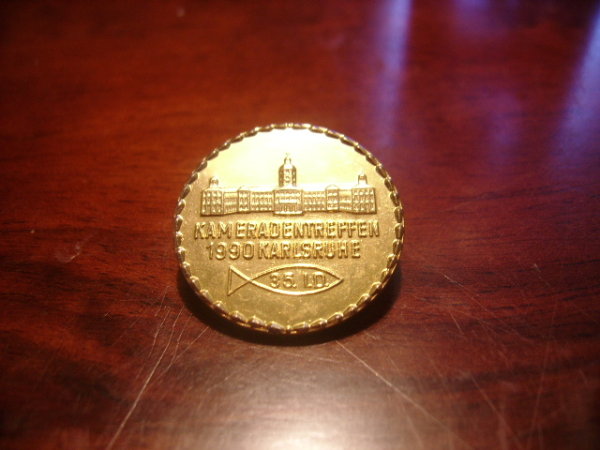 KAMERADENTREFFEN
1990 KARLSRUHE
35. I.D.